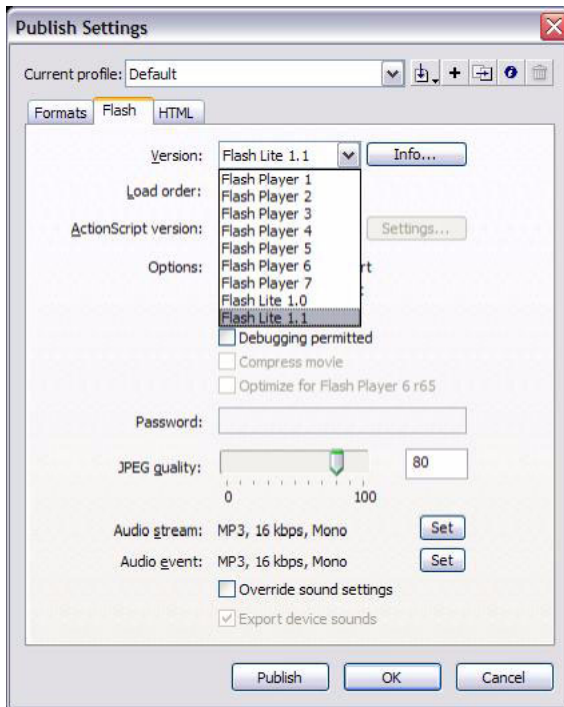 Publish Settings
Current profile: Default
Formats Flash HTML
Version: Flash Lite 1.1 Info...
Flash Player 1
Flash Player 2
Load order:
Flash Player 3
Flash Player 4
ActionScript version: Settings...
Flash Player 5
Options: Flash Player 6 rt
Flash Player 7
Flash Lite 1.0
Flash Lite 1.1
Debugging permitted
Compress movie
Optimize for Flash Player 6 r65
Password:
JPEG quality: 80
0 100
Audio stream: MP3, 16 kbps, Mono Set
Audio event: MP3, 16 kbps, Mono Set
Override sound settings
Export device sounds
Publish OK Cancel